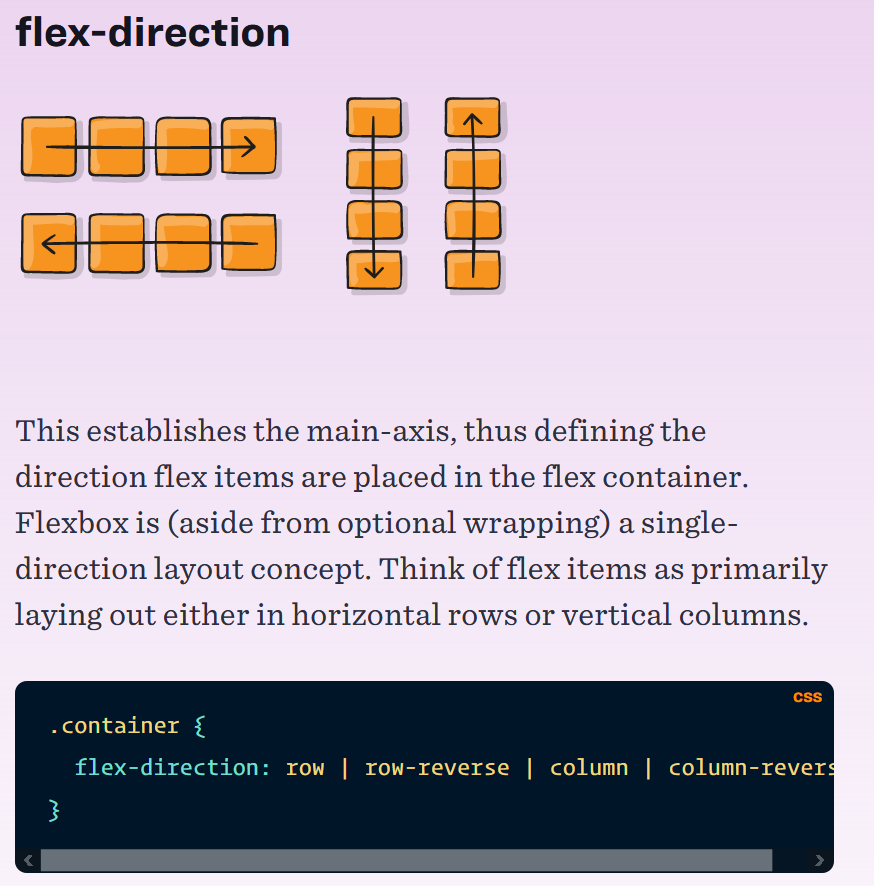 flex-direction
This establishes the main-axis, thus defining the
direction flex items are placed in the flex container.
Flexbox is (aside from optional wrapping) a single-
direction layout concept. Think of flex items as primarily
laying out either in horizontal rows or vertical columns.
css
.container {
flex-direction: row | row-reverse | column | column-revers
}